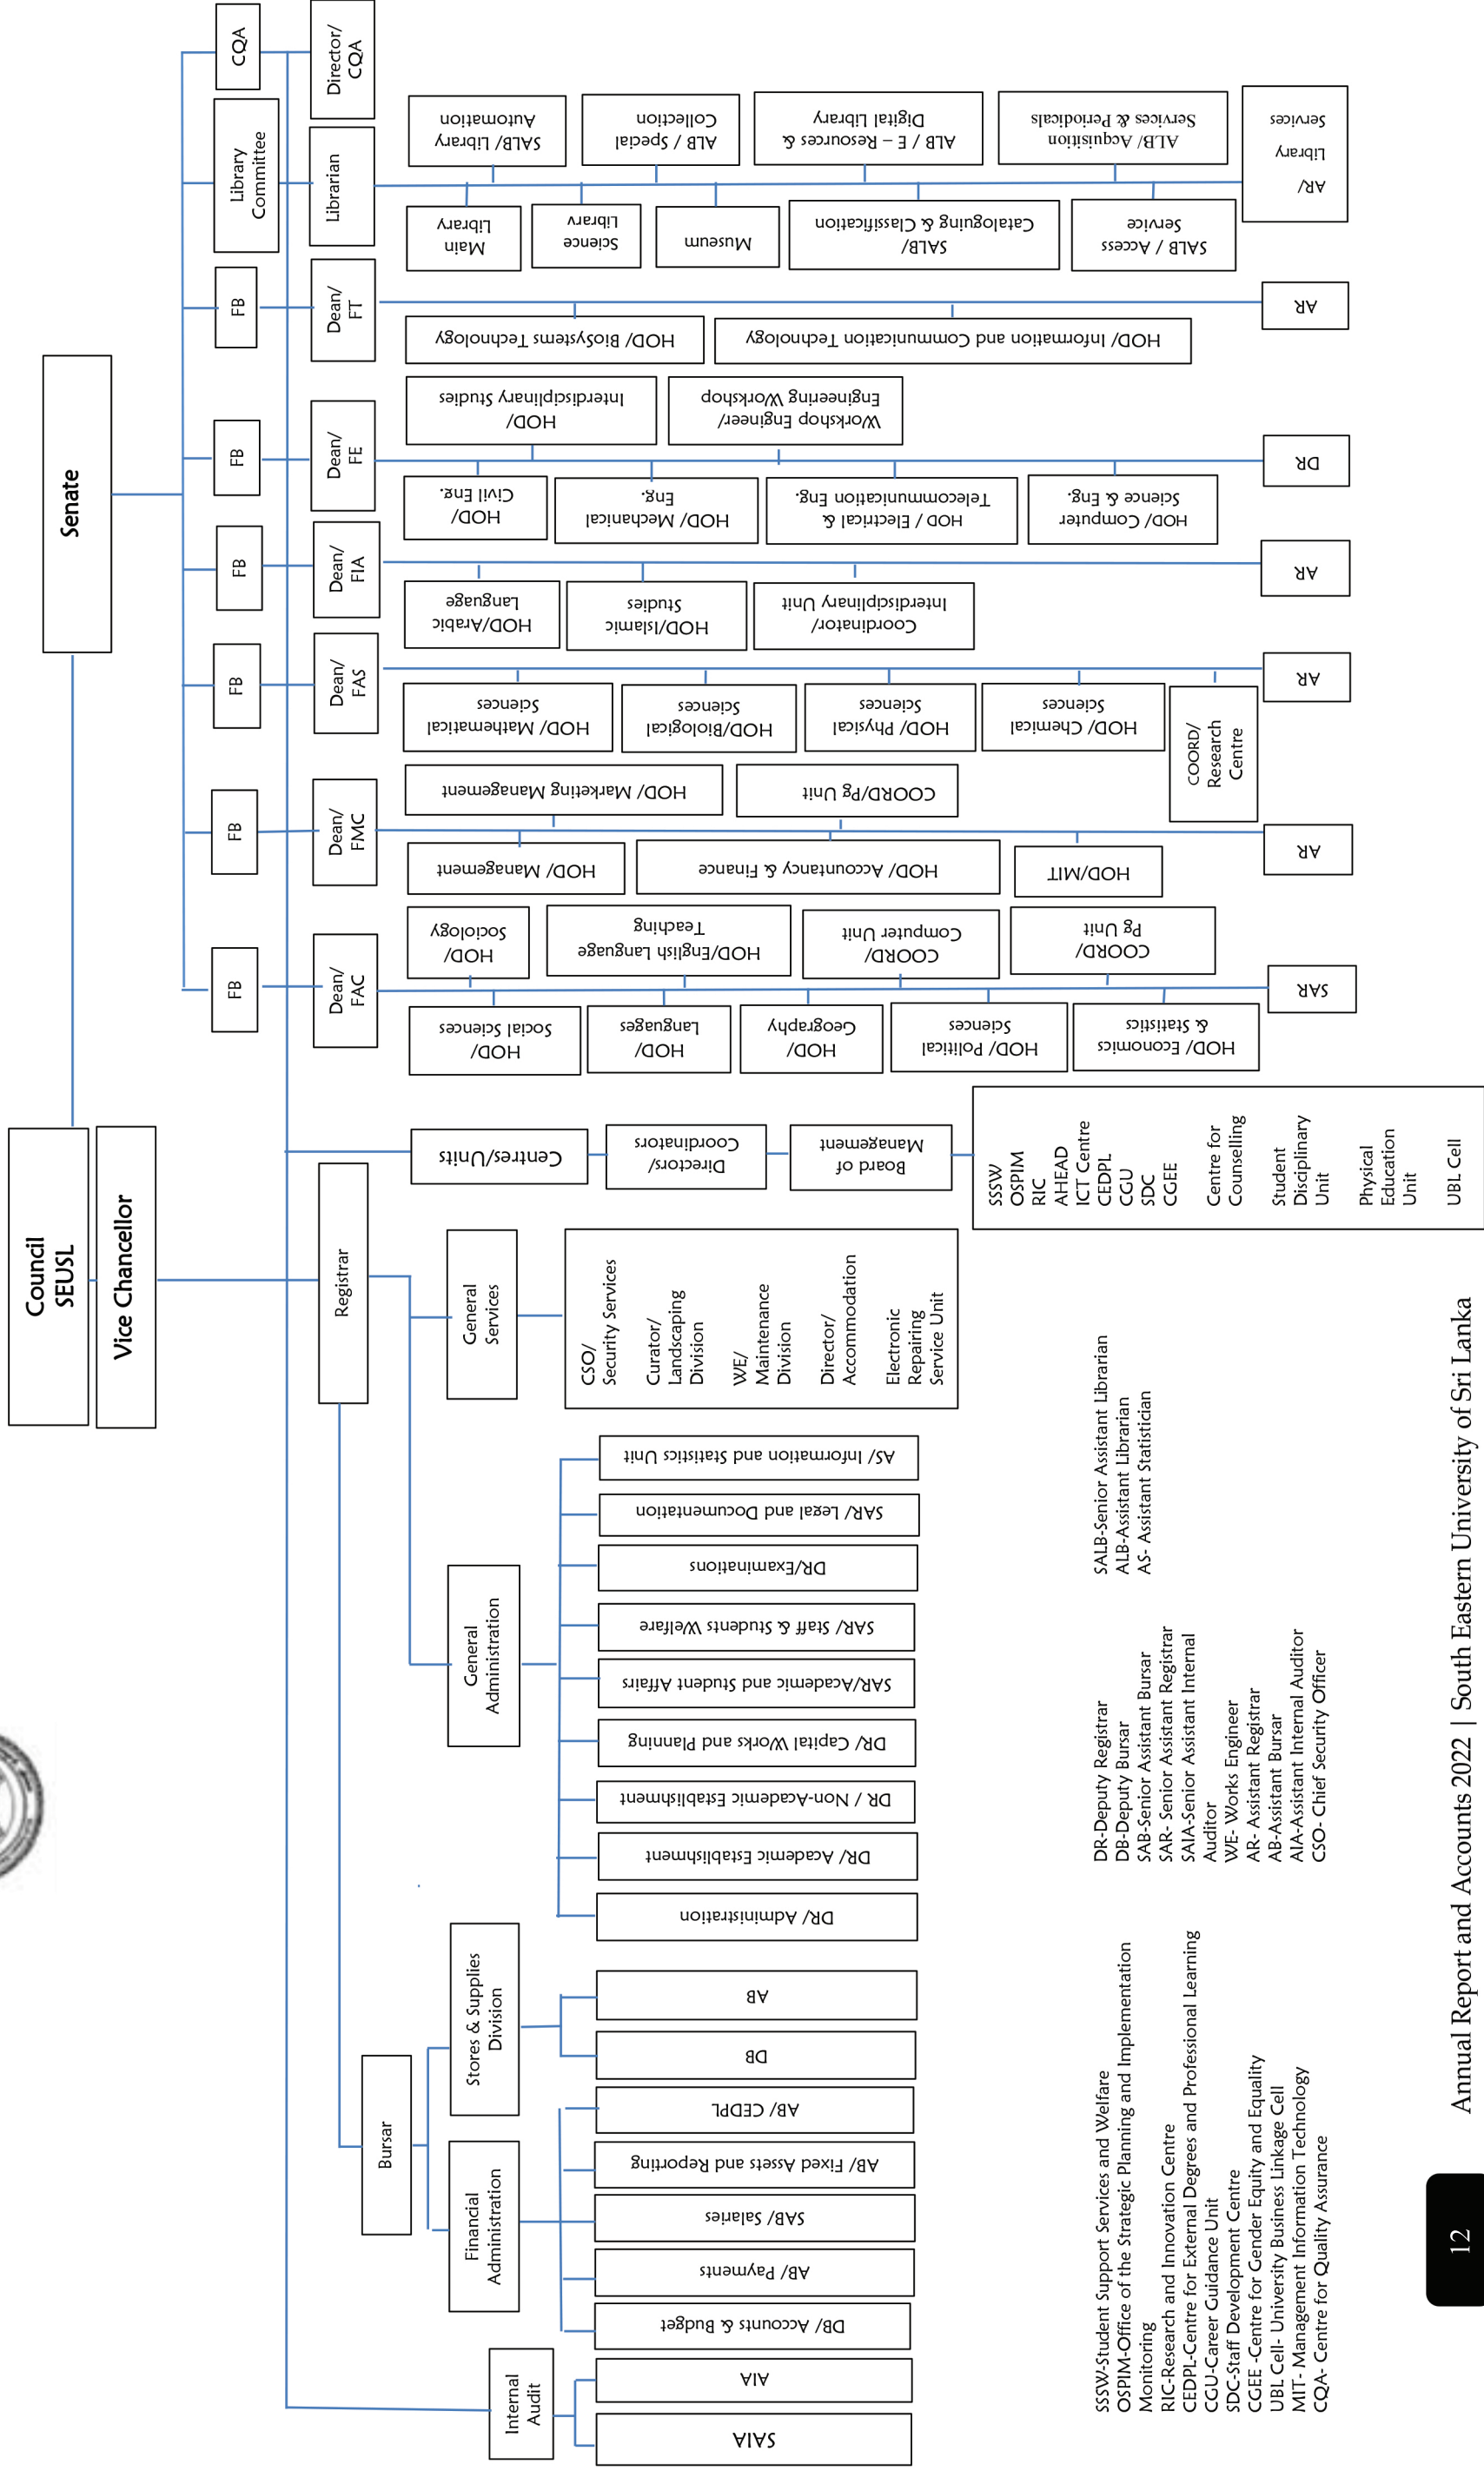 Council
SEUSL
Vice Chancellor
Senate
FB
FB
FB
FB
FB
FB
Library
Committee
CQA
Internal
Audit
Bursar
Registrar
Dean/
FAC
Dean/
FMC
Dean/
FAS
Dean/
FIA
Dean/
FE
Dean/
FT
Librarian
Director/
CQA
Financial
Administration
Stores & Supplies
Division
General
Administration
General
Services
Centres/Units
Directors/
Coordinators
Board of
Management
SAIA
AIA
DB/ Accounts & Budget
AB/ Payments
SAB/ Salaries
AB/ Fixed Assets and Reporting
AB/ CEDPL
DB
AB
DR/ Administration
DR/ Academic Establishment
DR / Non-Academic Establishment
DR/ Capital Works and Planning
SAR/Academic and Student Affairs
SAR/ Staff & Students Welfare
DR/Examinations
SAR/ Legal and Documentation
AS/ Information and Statistics Unit
CSO/
Security Services
Curator/
Landscaping
Division
WE/
Maintenance
Division
Director/
Accommodation
Electronic
Repairing
Service Unit
SSSW
OSPIM
RIC
AHEAD
ICT Centre
CEDPL
CGU
SDC
CGEE
Centre for
Counselling
Student
Disciplinary
Unit
Physical
Education
Unit
UBL Cell
HOD/
Social Sciences
HOD/
Languages
HOD/
Geography
HOD/ Political
Sciences
HOD/ Economics
& Statistics
HOD/
Sociology
HOD/English Language
Teaching
COORD/
Computer Unit
COORD/
Pg Unit
SAR
HOD/ Management
HOD/ Accountancy & Finance
HOD/MIT
HOD/ Marketing Management
COORD/Pg Unit
AR
HOD/ Mathematical
Sciences
HOD/Biological
Sciences
HOD/ Physical
Sciences
HOD/ Chemical
Sciences
COORD/
Research
Centre
AR
HOD/Arabic
Language
HOD/Islamic
Studies
Coordinator/
Interdisciplinary Unit
AR
HOD/
Civil Eng.
HOD/ Mechanical
Eng.
HOD / Electrical &
Telecommunication Eng.
HOD/ Computer
Science & Eng.
HOD/
Interdisciplinary Studies
Workshop Engineer/
Engineering Workshop
DR
HOD/ BioSystems Technology
HOD/ Information and Communication Technology
AR
Main
Library
Science
Library
Museum
SALB/
Cataloguing & Classification
SALB / Access
Service
SALB/ Library
Automation
ALB / Special
Collection
ALB / E – Resources &
Digital Library
ALB/ Acquisition
Services & Periodicals
AR/
Library
Services
SSSW-Student Support Services and Welfare
OSPIM-Office of the Strategic Planning and Implementation
Monitoring
RIC-Research and Innovation Centre
CEDPL-Centre for External Degrees and Professional Learning
CGU-Career Guidance Unit
SDC-Staff Development Centre
CGEE -Centre for Gender Equity and Equality
UBL Cell- University Business Linkage Cell
MIT- Management Information Technology
CQA- Centre for Quality Assurance
DR-Deputy Registrar
DB-Deputy Bursar
SAB-Senior Assistant Bursar
SAR- Senior Assistant Registrar
SAIA-Senior Assistant Internal
Auditor
WE- Works Engineer
AR- Assistant Registrar
AB-Assistant Bursar
AIA-Assistant Internal Auditor
CSO- Chief Security Officer
SALB-Senior Assistant Librarian
ALB-Assistant Librarian
AS- Assistant Statistician
12
Annual Report and Accounts 2022 | South Eastern University of Sri Lanka